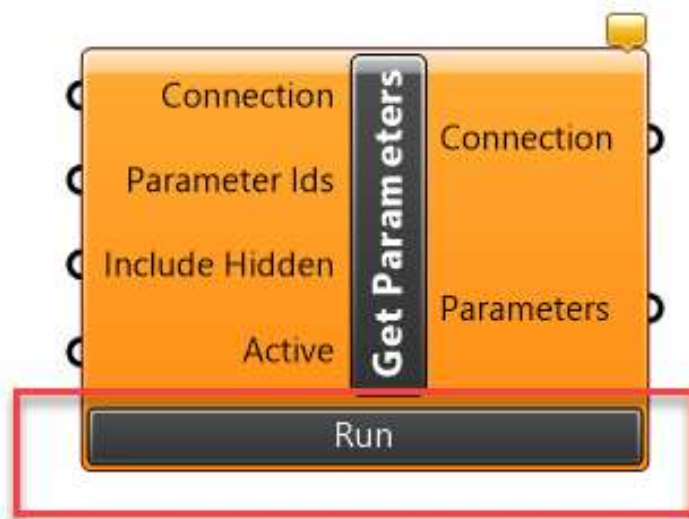 Connection
Parameter Ids
Include Hidden
Active
Get Parameters
Connection
Parameters
Run